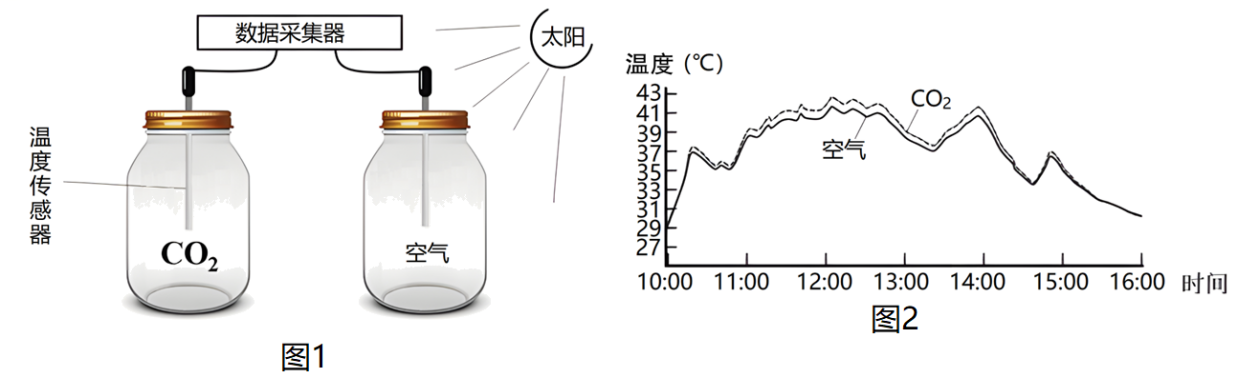 数据采集器
太阳
温度传感器
CO₂
空气
图1
温度 (℃)
43
41
39
37
35
33
31
29
27
CO₂
空气
10:00 11:00 12:00 13:00 14:00 15:00 16:00 时间
图2